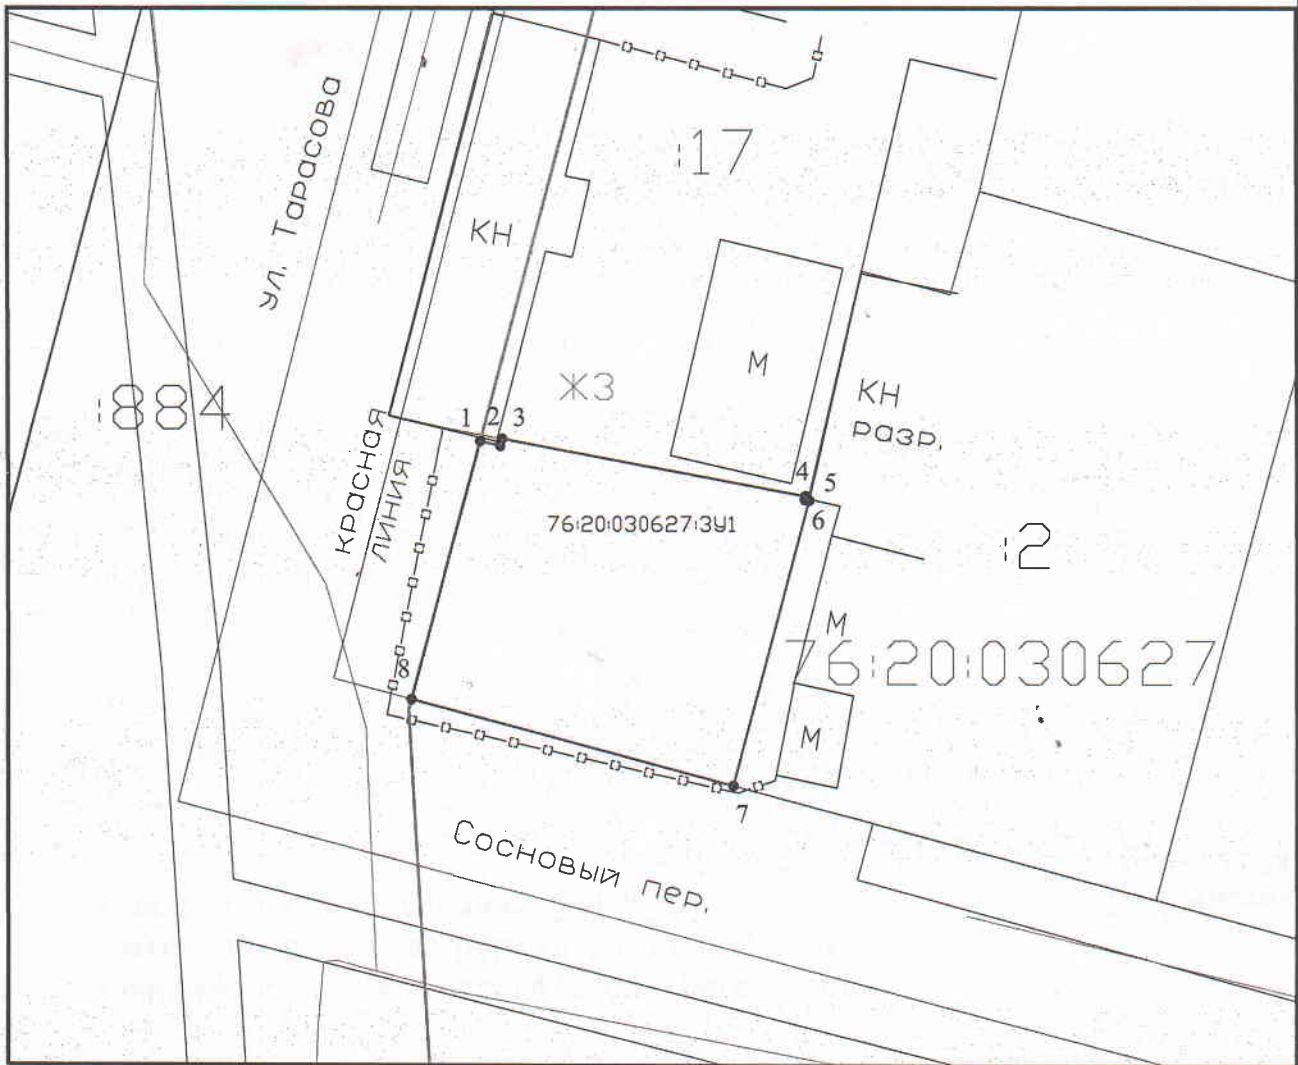 ул. Тарасова
:17
КН
М
Ж3
:884
КН
разр.
красная
линия
1
2
3
4
5
6
76:20:030627:ЗУ1
:2
М
76:20:030627
8
М
7
Сосновый пер.